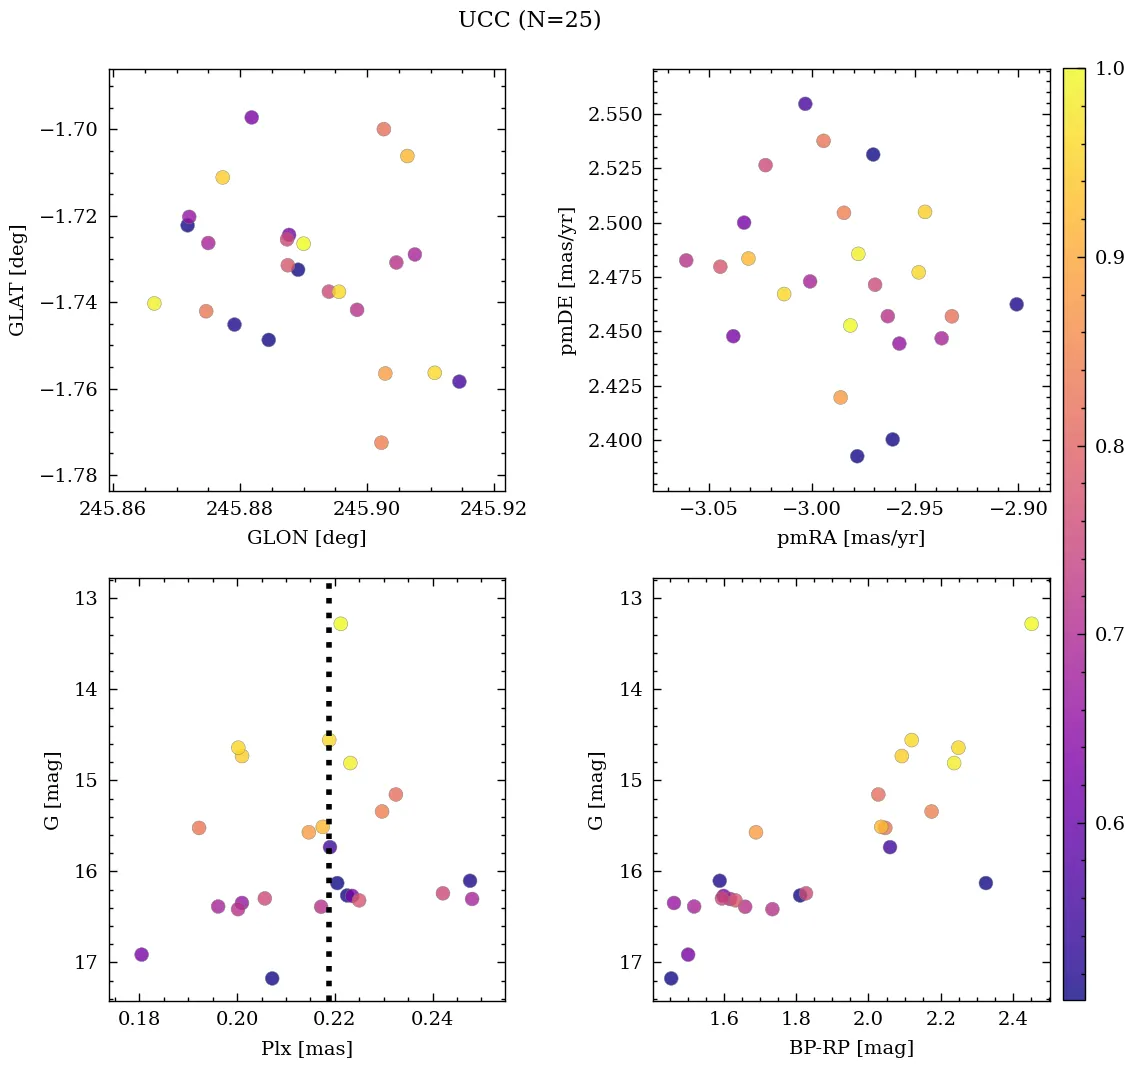 UCC (N=25)
−1.70
−1.72
−1.74
−1.76
−1.78
GLAT [deg]
245.86 245.88 245.90 245.92
GLON [deg]
2.550
2.525
2.500
2.475
2.450
2.425
2.400
pmDE [mas/yr]
−3.05 −3.00 −2.95 −2.90
pmRA [mas/yr]
13
14
15
16
17
G [mag]
0.18 0.20 0.22 0.24
Plx [mas]
13
14
15
16
17
G [mag]
1.6 1.8 2.0 2.2 2.4
BP-RP [mag]
1.0
0.9
0.8
0.7
0.6